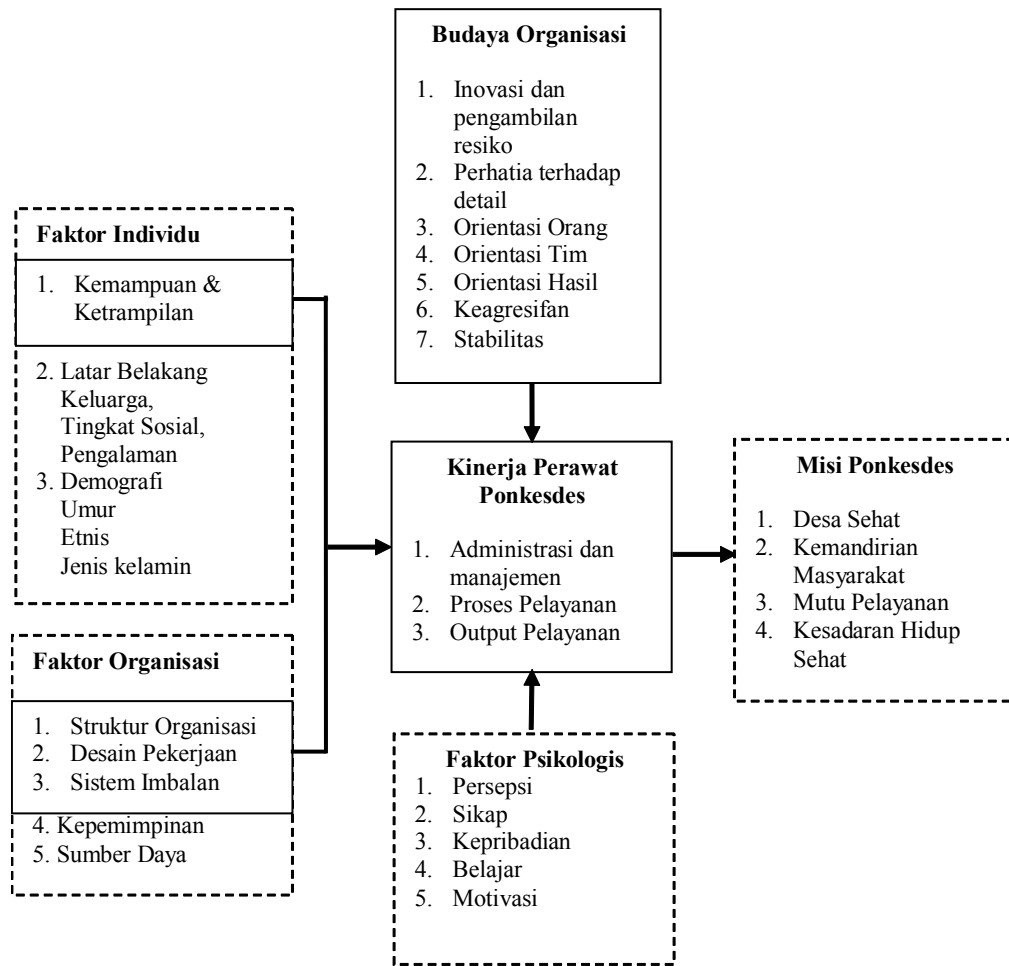 Budaya Organisasi
1. Inovasi dan
pengambilan
resiko
2. Perhatia terhadap
detail
3. Orientasi Orang
4. Orientasi Tim
5. Orientasi Hasil
6. Keagresifan
7. Stabilitas
Faktor Individu
1. Kemampuan &
Ketrampilan
2. Latar Belakang
Keluarga,
Tingkat Sosial,
Pengalaman
3. Demografi
Umur
Etnis
Jenis kelamin
Kinerja Perawat
Ponkesdes
1. Administrasi dan
manajemen
2. Proses Pelayanan
3. Output Pelayanan
Misi Ponkesdes
1. Desa Sehat
2. Kemandirian
Masyarakat
3. Mutu Pelayanan
4. Kesadaran Hidup
Sehat
Faktor Organisasi
1. Struktur Organisasi
2. Desain Pekerjaan
3. Sistem Imbalan
4. Kepemimpinan
5. Sumber Daya
Faktor Psikologis
1. Persepsi
2. Sikap
3. Kepribadian
4. Belajar
5. Motivasi